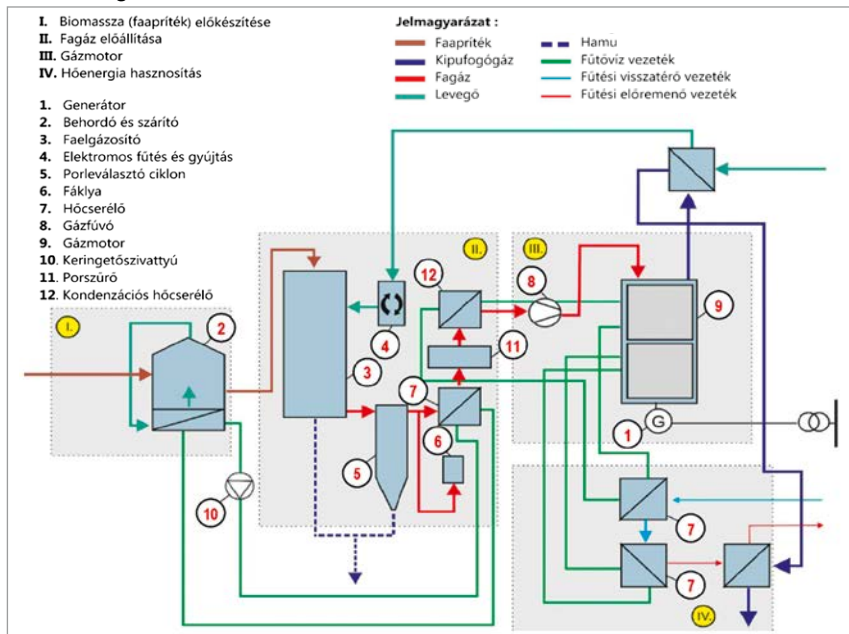 I. Biomassza (faapríték) előkészítése
II. Fagáz előállítása
III. Gázmotor
IV. Hőenergia hasznosítás
1. Generátor
2. Behordó és szárító
3. Faelgázosító
4. Elektromos fűtés és gyújtás
5. Porleválasztó ciklon
6. Fáklya
7. Hőcserélő
8. Gázfúvó
9. Gázmotor
10. Keringetőszivattyú
11. Porszűrő
12. Kondenzációs hőcserélő
Jelmagyarázat :
Faapríték
Kipufogógáz
Fagáz
Levegő
Hamu
Fűtővíz vezeték
Fűtési visszatérő vezeték
Fűtési előremenő vezeték
I.
2
10
II.
12
4
3
11
7
6
5
III.
8
9
1
G
7
7
IV.